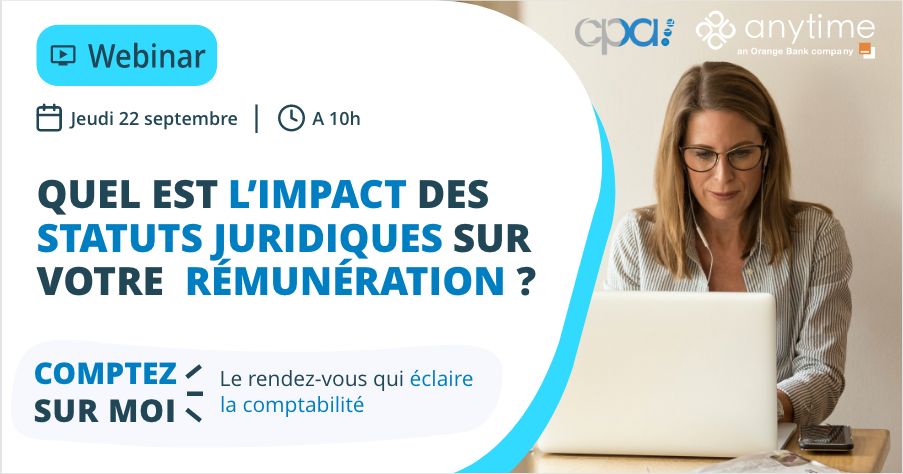 Webinar
cpa!
anytime
an Orange Bank company
Jeudi 22 septembre | A 10h
QUEL EST L’IMPACT DES
STATUTS JURIDIQUES SUR
VOTRE RÉMUNÉRATION ?
COMPTEZ
SUR MOI
Le rendez-vous qui éclaire
la comptabilité